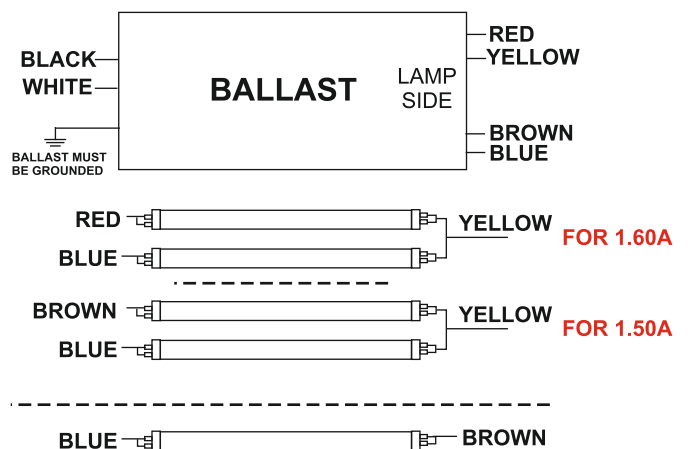 BLACK
WHITE
BALLAST MUST
BE GROUNDED
BALLAST
LAMP
SIDE
RED
YELLOW
BROWN
BLUE
RED
YELLOW
FOR 1.60A
BLUE
BROWN
YELLOW
FOR 1.50A
BLUE
BLUE
BROWN